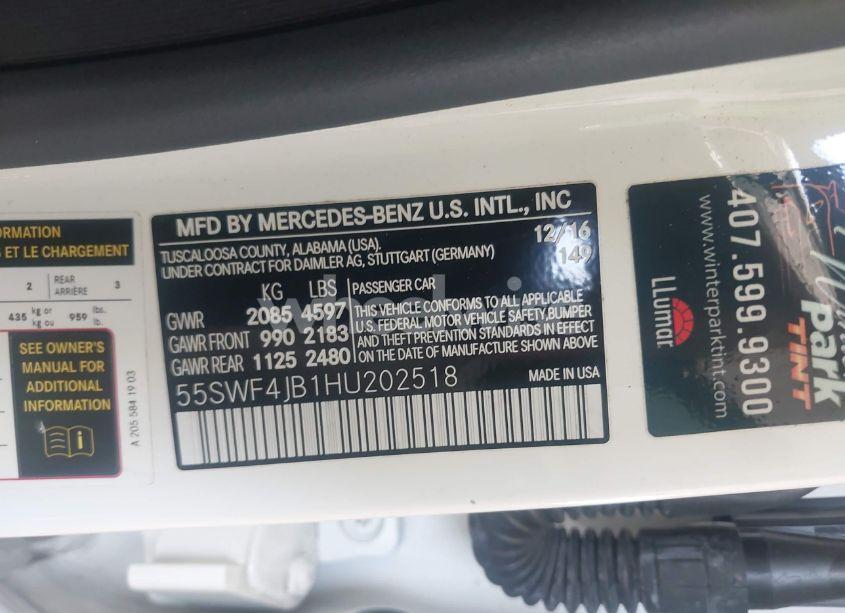 ORMATION
S ET LE CHARGEMENT
2 REAR ARRIÈRE 3
435 kg or kg ou 959 lbs. lb.
SEE OWNER'S
MANUAL FOR
ADDITIONAL
INFORMATION
A 205 584 19 03
MFD BY MERCEDES-BENZ U.S. INTL., INC
TUSCALOOSA COUNTY, ALABAMA (USA). 12/16
UNDER CONTRACT FOR DAIMLER AG, STUTTGART (GERMANY) 149
KG LBS PASSENGER CAR
GVWR 2085 4597
GAWR FRONT 990 2183
GAWR REAR 1125 2480
THIS VEHICLE CONFORMS TO ALL APPLICABLE
U.S. FEDERAL MOTOR VEHICLE SAFETY,BUMPER
AND THEFT PREVENTION STANDARDS IN EFFECT
ON THE DATE OF MANUFACTURE SHOWN ABOVE
55SWF4JB1HU202518 MADE IN USA
407.599.9300
www.winterparktint.com
LLumar
Park
TINT